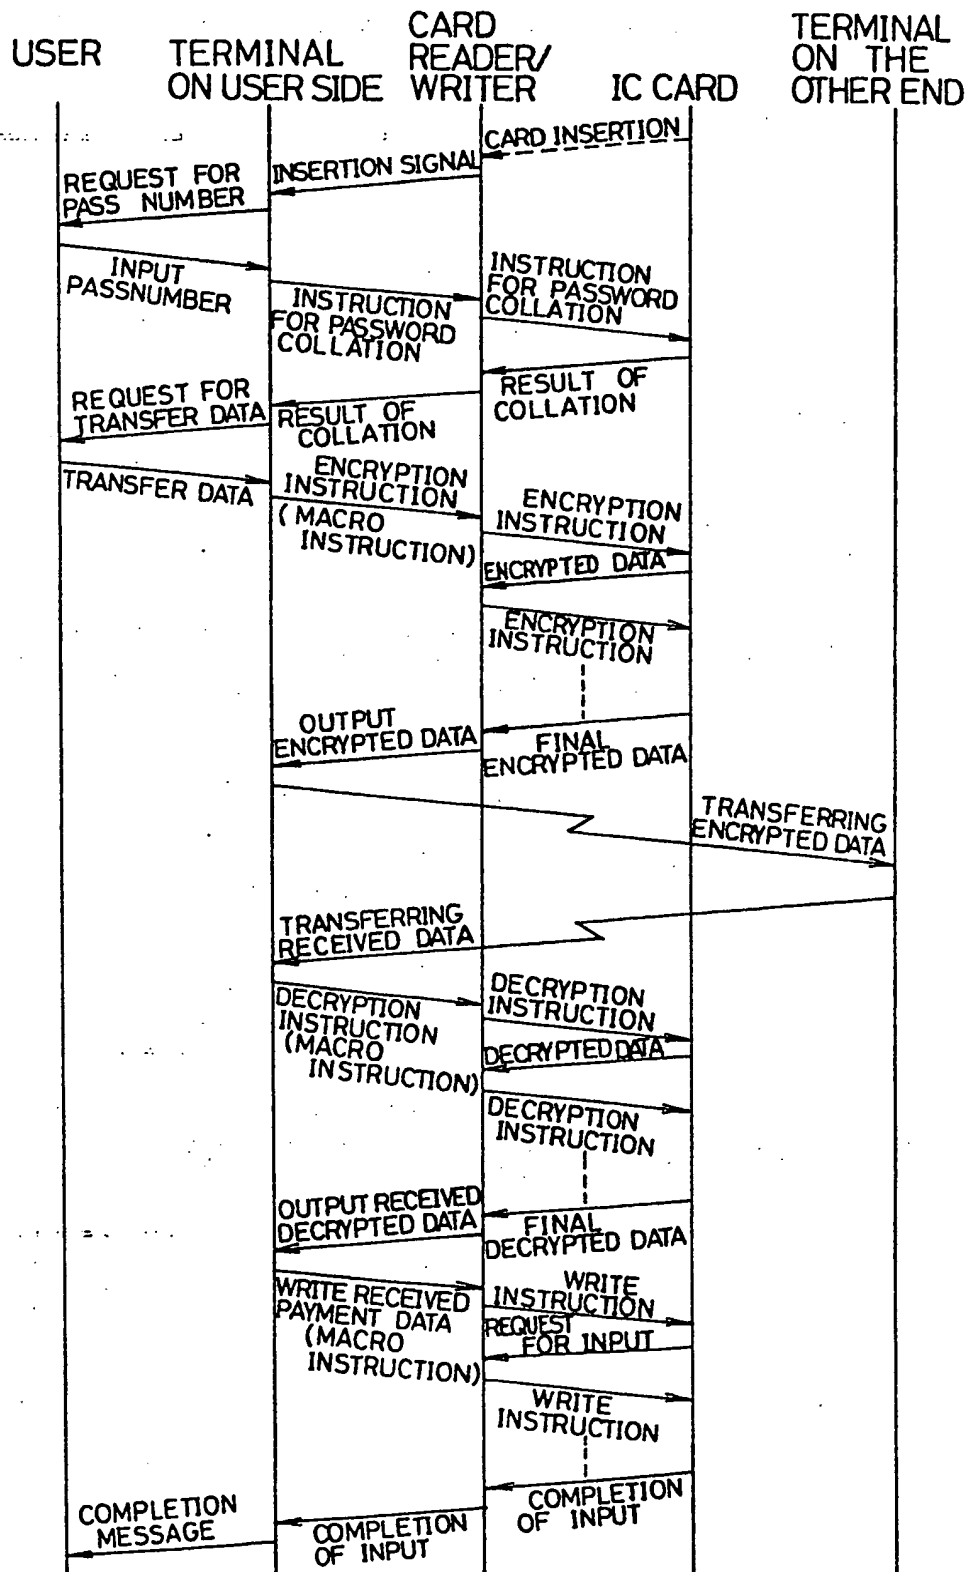 USER
TERMINAL
ON USER SIDE
CARD
READER/
WRITER
IC CARD
TERMINAL
ON THE
OTHER END
CARD INSERTION
INSERTION SIGNAL
REQUEST FOR
PASS NUMBER
INPUT
PASSNUMBER
INSTRUCTION
FOR PASSWORD
COLLATION
INSTRUCTION
FOR PASSWORD
COLLATION
RESULT OF
COLLATION
RESULT OF
COLLATION
REQUEST FOR
TRANSFER DATA
TRANSFER DATA
ENCRYPTION
INSTRUCTION
(MACRO
INSTRUCTION)
ENCRYPTION
INSTRUCTION
ENCRYPTED DATA
ENCRYPTION
INSTRUCTION
FINAL
ENCRYPTED DATA
OUTPUT
ENCRYPTED DATA
TRANSFERRING
ENCRYPTED DATA
TRANSFERRING
RECEIVED DATA
DECRYPTION
INSTRUCTION
(MACRO
INSTRUCTION)
DECRYPTION
INSTRUCTION
DECRYPTED DATA
DECRYPTION
INSTRUCTION
FINAL
DECRYPTED DATA
OUTPUT RECEIVED
DECRYPTED DATA
WRITE RECEIVED
PAYMENT DATA
(MACRO
INSTRUCTION)
WRITE
INSTRUCTION
REQUEST
FOR INPUT
WRITE
INSTRUCTION
COMPLETION
OF INPUT
COMPLETION
OF INPUT
COMPLETION
MESSAGE